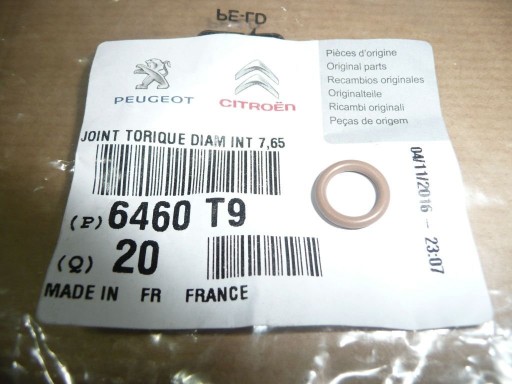 PE-LD
PEUGEOT
CITROËN
Pièces d'origine
Original parts
Recambios originales
Originalteile
Ricambi originali
Peças de origem
JOINT TORIQUE DIAM INT 7,65
(P) 6460 T9
(Q) 20
MADE IN FR FRANCE
04/11/2016 - 23:07